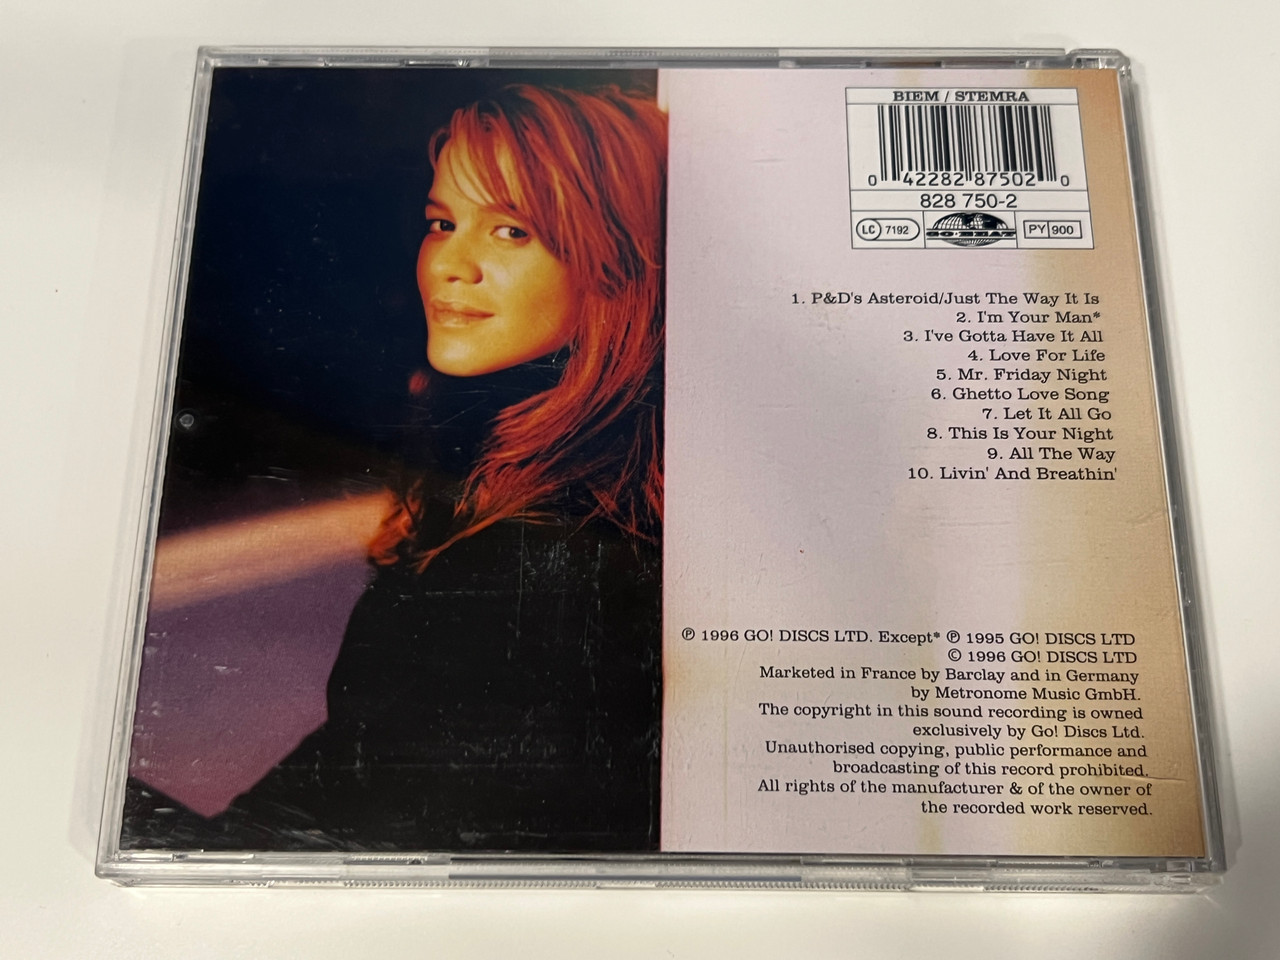 BIEM / STEMRA
0 42282 87502 0
828 750-2
LC 7192
GO·BEAT
PY 900
1. P&D's Asteroid/Just The Way It Is
2. I'm Your Man*
3. I've Gotta Have It All
4. Love For Life
5. Mr. Friday Night
6. Ghetto Love Song
7. Let It All Go
8. This Is Your Night
9. All The Way
10. Livin' And Breathin'
℗ 1996 GO! DISCS LTD. Except* ℗ 1995 GO! DISCS LTD
© 1996 GO! DISCS LTD
Marketed in France by Barclay and in Germany
by Metronome Music GmbH.
The copyright in this sound recording is owned
exclusively by Go! Discs Ltd.
Unauthorised copying, public performance and
broadcasting of this record prohibited.
All rights of the manufacturer & of the owner of
the recorded work reserved.